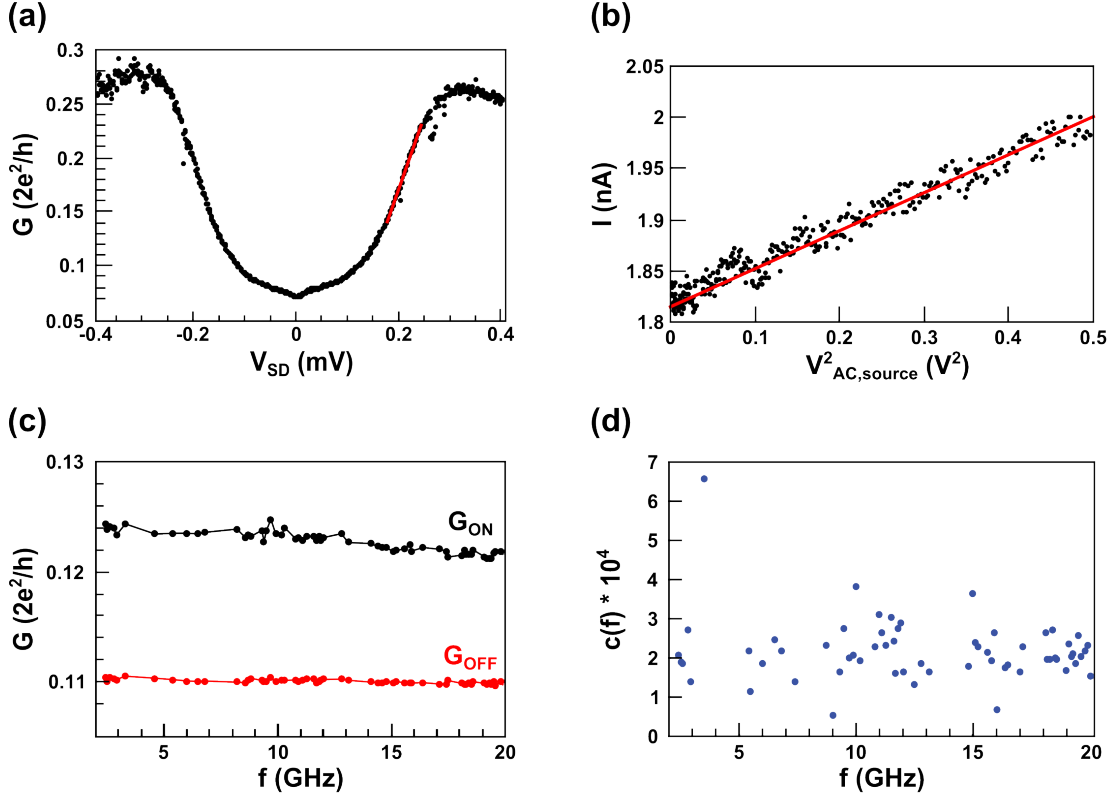 (a)
0.3
0.25
0.2
0.15
0.1
0.05
G (2e²/h)
-0.4 -0.2 0 0.2 0.4
V_SD (mV)
(b)
2.05
2
1.95
1.9
1.85
1.8
I (nA)
0 0.1 0.2 0.3 0.4 0.5
V²_AC,source (V²)
(c)
0.13
0.12
0.11
G (2e²/h)
G_ON
G_OFF
5 10 15 20
f (GHz)
(d)
7
6
5
4
3
2
1
0
c(f) * 10⁴
5 10 15 20
f (GHz)